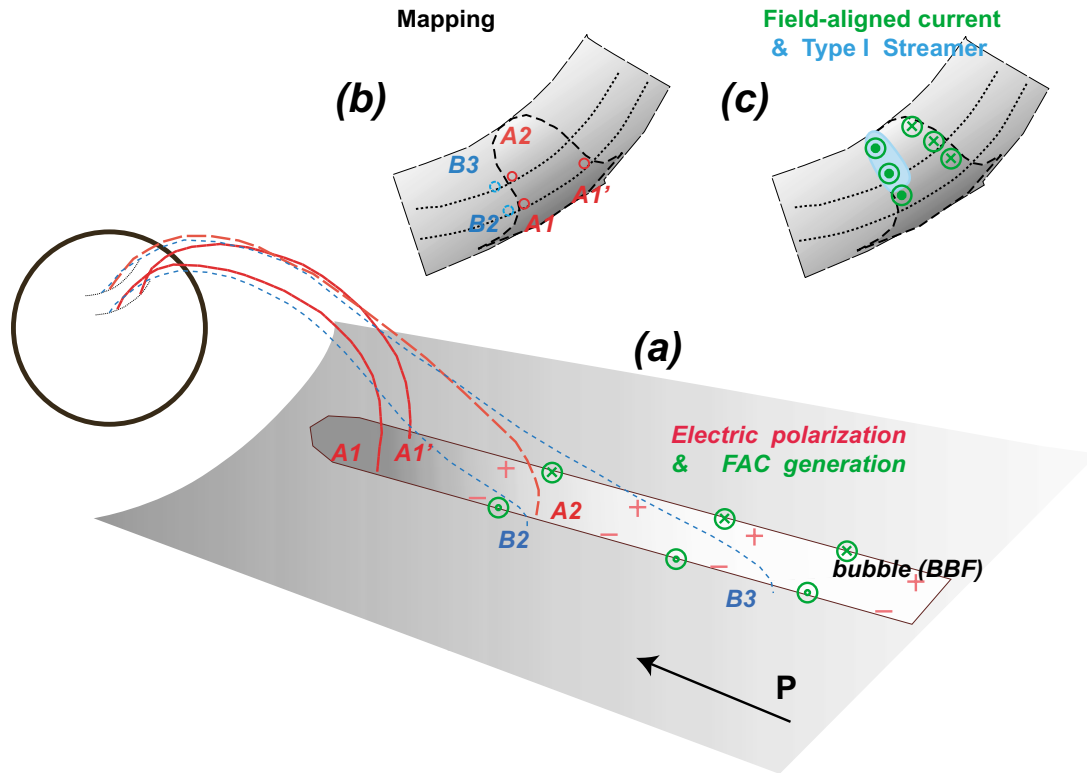 Mapping
Field-aligned current
& Type I Streamer
(b)
(c)
A2
B3
A1'
B2
A1
(a)
Electric polarization
& FAC generation
A1
A1'
+
+
+
+
−
−
−
−
A2
B2
B3
bubble (BBF)
P